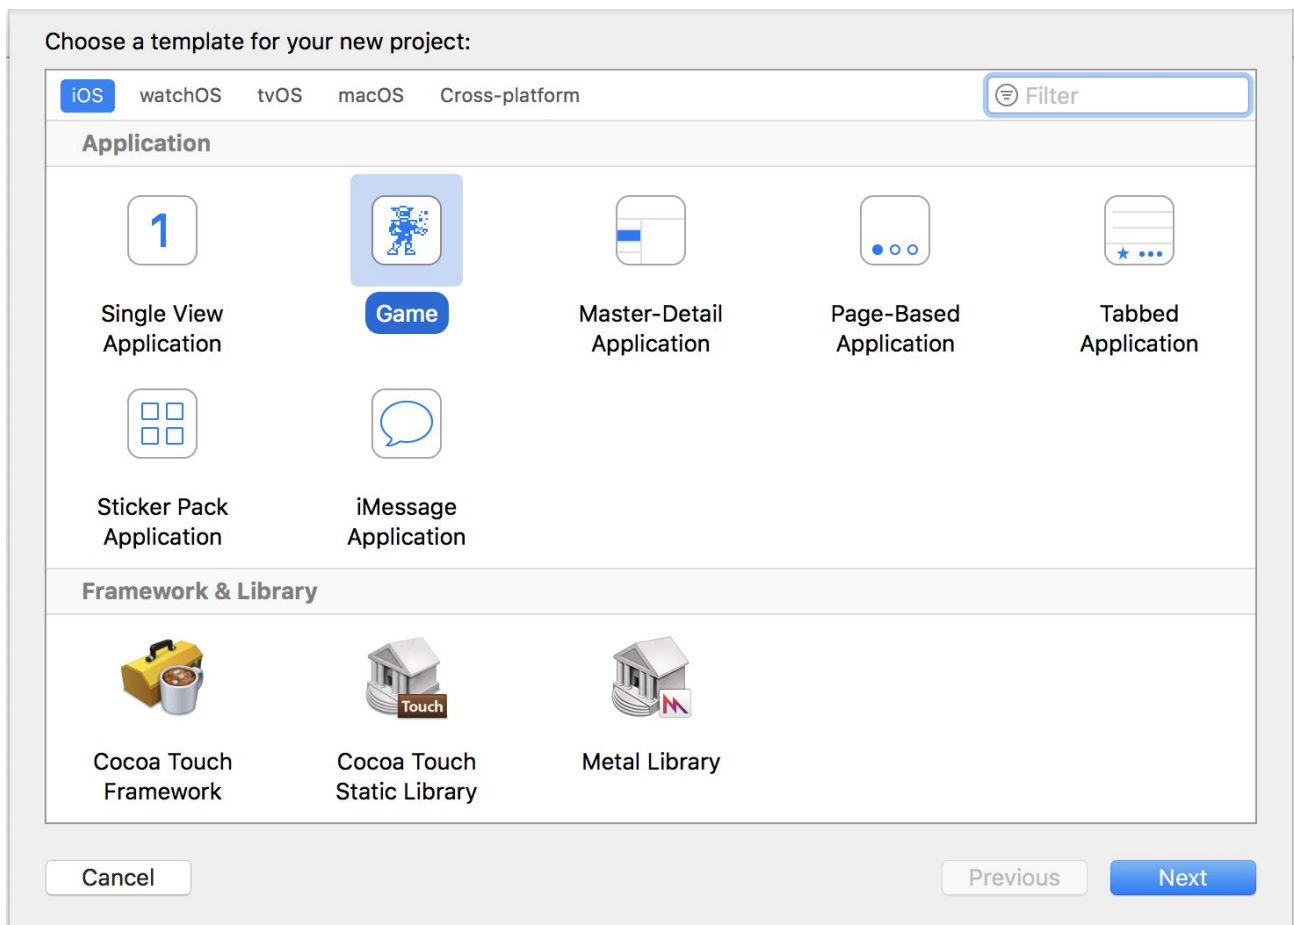 Choose a template for your new project:
iOS watchOS tvOS macOS Cross-platform Filter
Application
1
Single View Application
Game
Master-Detail Application
Page-Based Application
Tabbed Application
Sticker Pack Application
iMessage Application
Framework & Library
Touch
Cocoa Touch Framework
Cocoa Touch Static Library
Metal Library
Cancel Previous Next